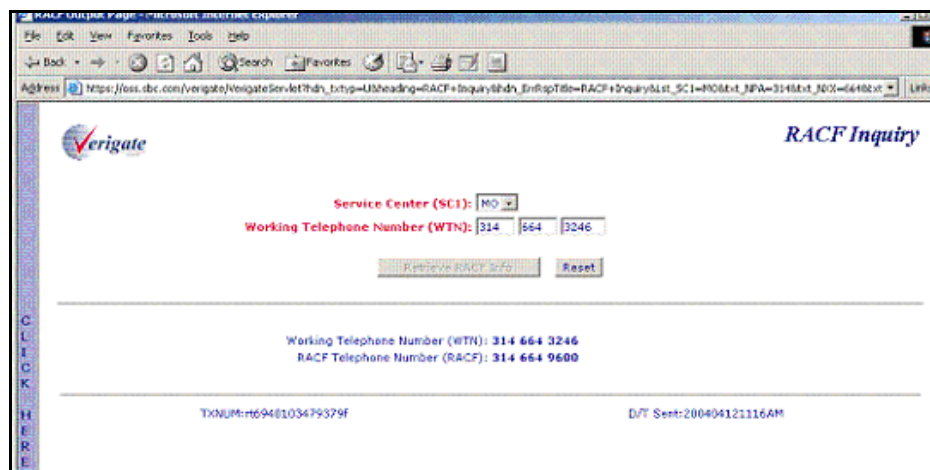 RACF Output Page - Microsoft Internet Explorer
File Edit View Favorites Tools Help
Back Search Favorites
Address https://oss.sbc.com/verigate/VerigateServlet?hdn_txtyp=U&heading=RACF+Inquiry&hdn_ErrRspTitle=RACF+Inquiry&Lst_SC1=MO&txt_NPA=314&txt_NXX=664&txt Links
Verigate
RACF Inquiry
Service Center (SC1): MO
Working Telephone Number (WTN): 314 664 3246
Retrieve RACF Info Reset
Working Telephone Number (WTN): 314 664 3246
RACF Telephone Number (RACF): 314 664 9600
TXNUM:rt6948103479379f D/T Sent:200404121116AM
CLICK HERE